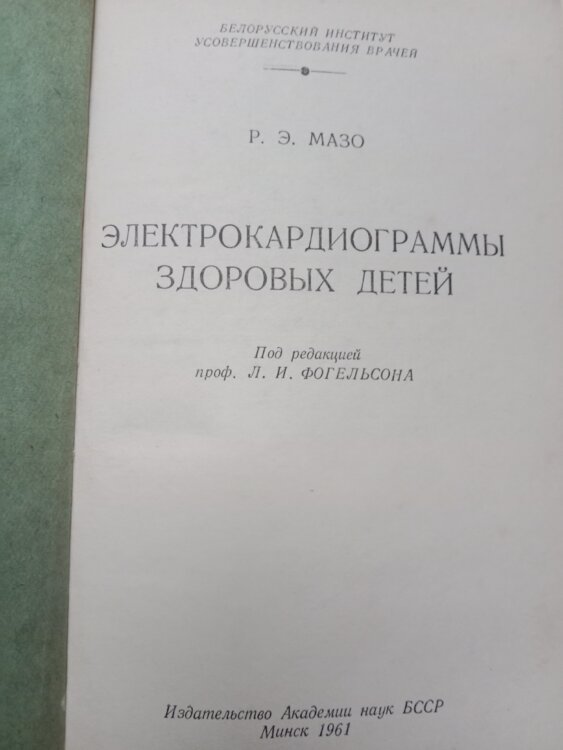 БЕЛОРУССКИЙ ИНСТИТУТ
УСОВЕРШЕНСТВОВАНИЯ ВРАЧЕЙ
Р. Э. МАЗО
ЭЛЕКТРОКАРДИОГРАММЫ
ЗДОРОВЫХ ДЕТЕЙ
Под редакцией
проф. Л. И. ФОГЕЛЬСОНА
Издательство Академии наук БССР
Минск 1961